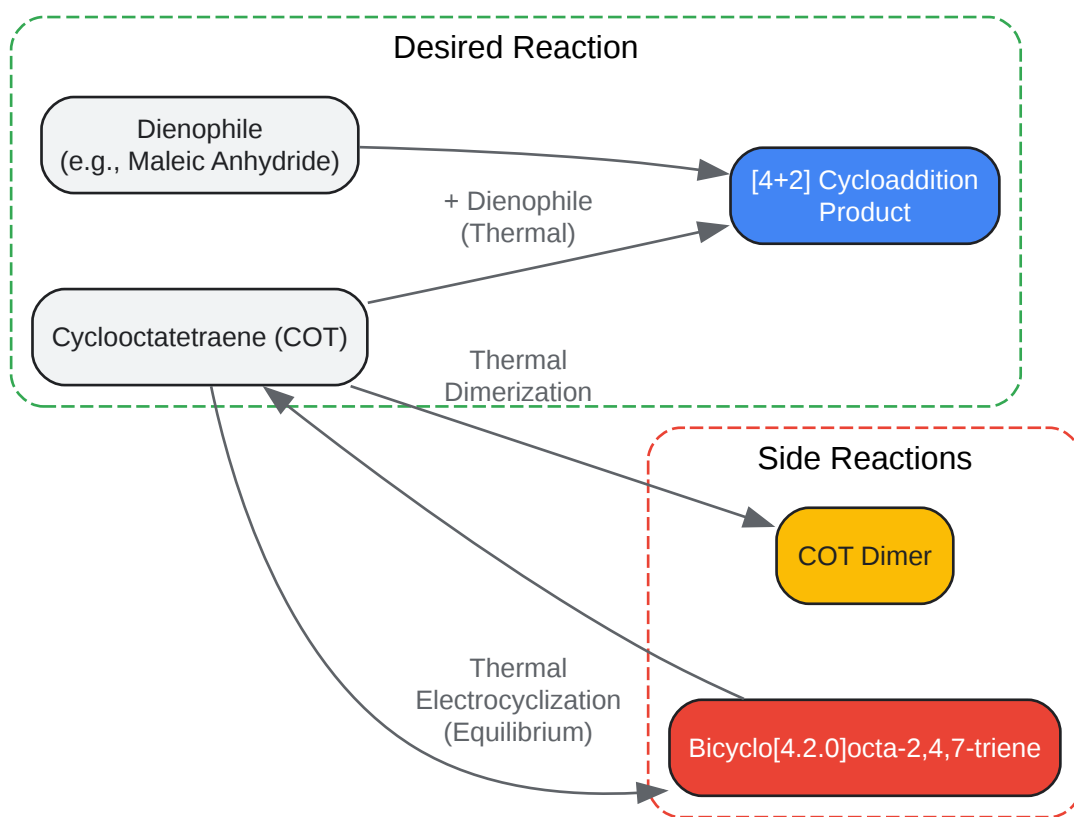 Desired Reaction
Dienophile
(e.g., Maleic Anhydride)
[4+2] Cycloaddition
Product
+ Dienophile
(Thermal)
Cyclooctatetraene (COT)
Thermal
Dimerization
Side Reactions
COT Dimer
Thermal
Electrocyclization
(Equilibrium)
Bicyclo[4.2.0]octa-2,4,7-triene